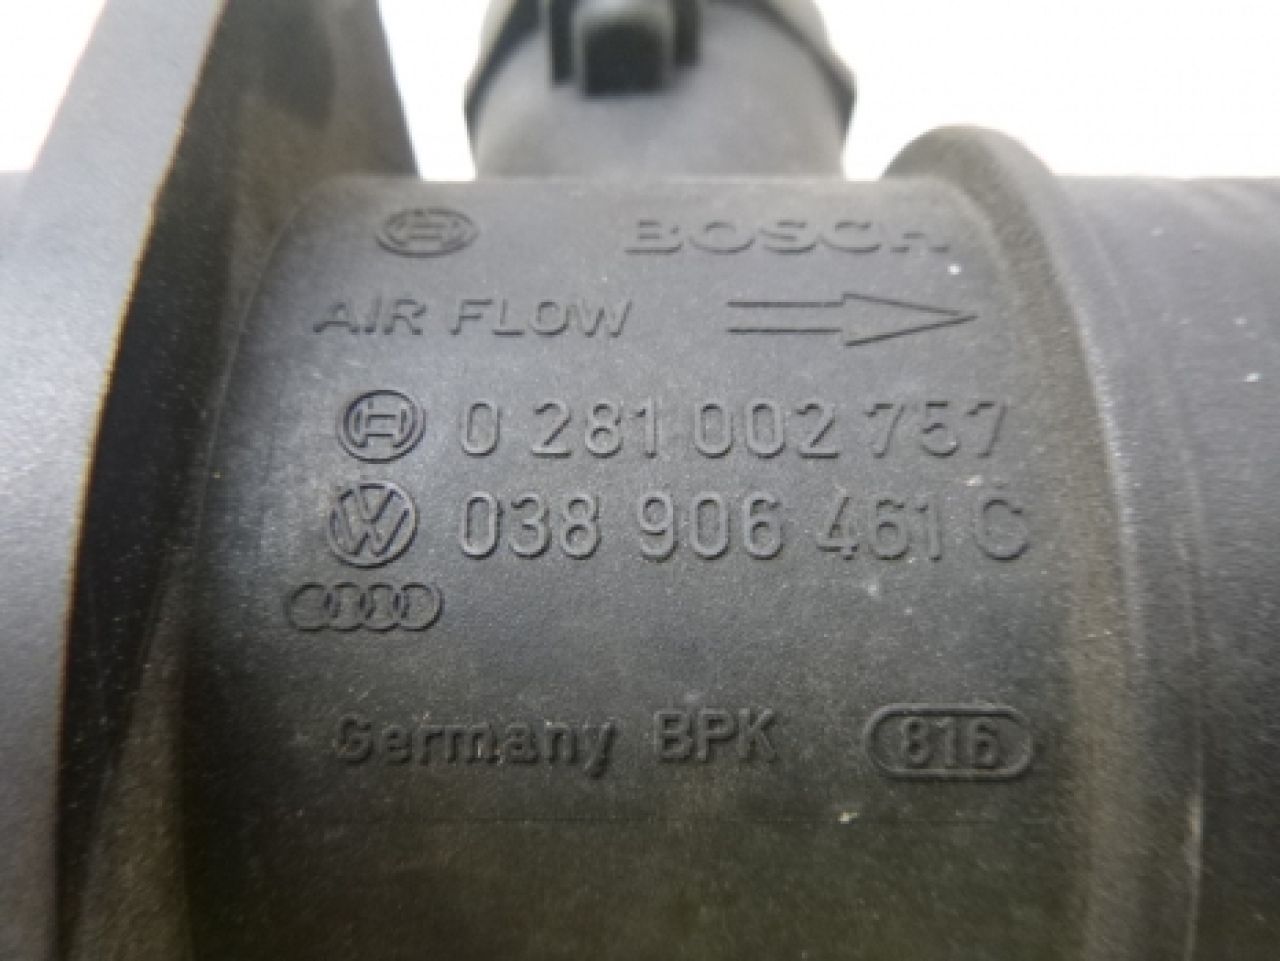 BOSCH
AIR FLOW
0 281 002 757
038 906 461 C
Germany BPK 816